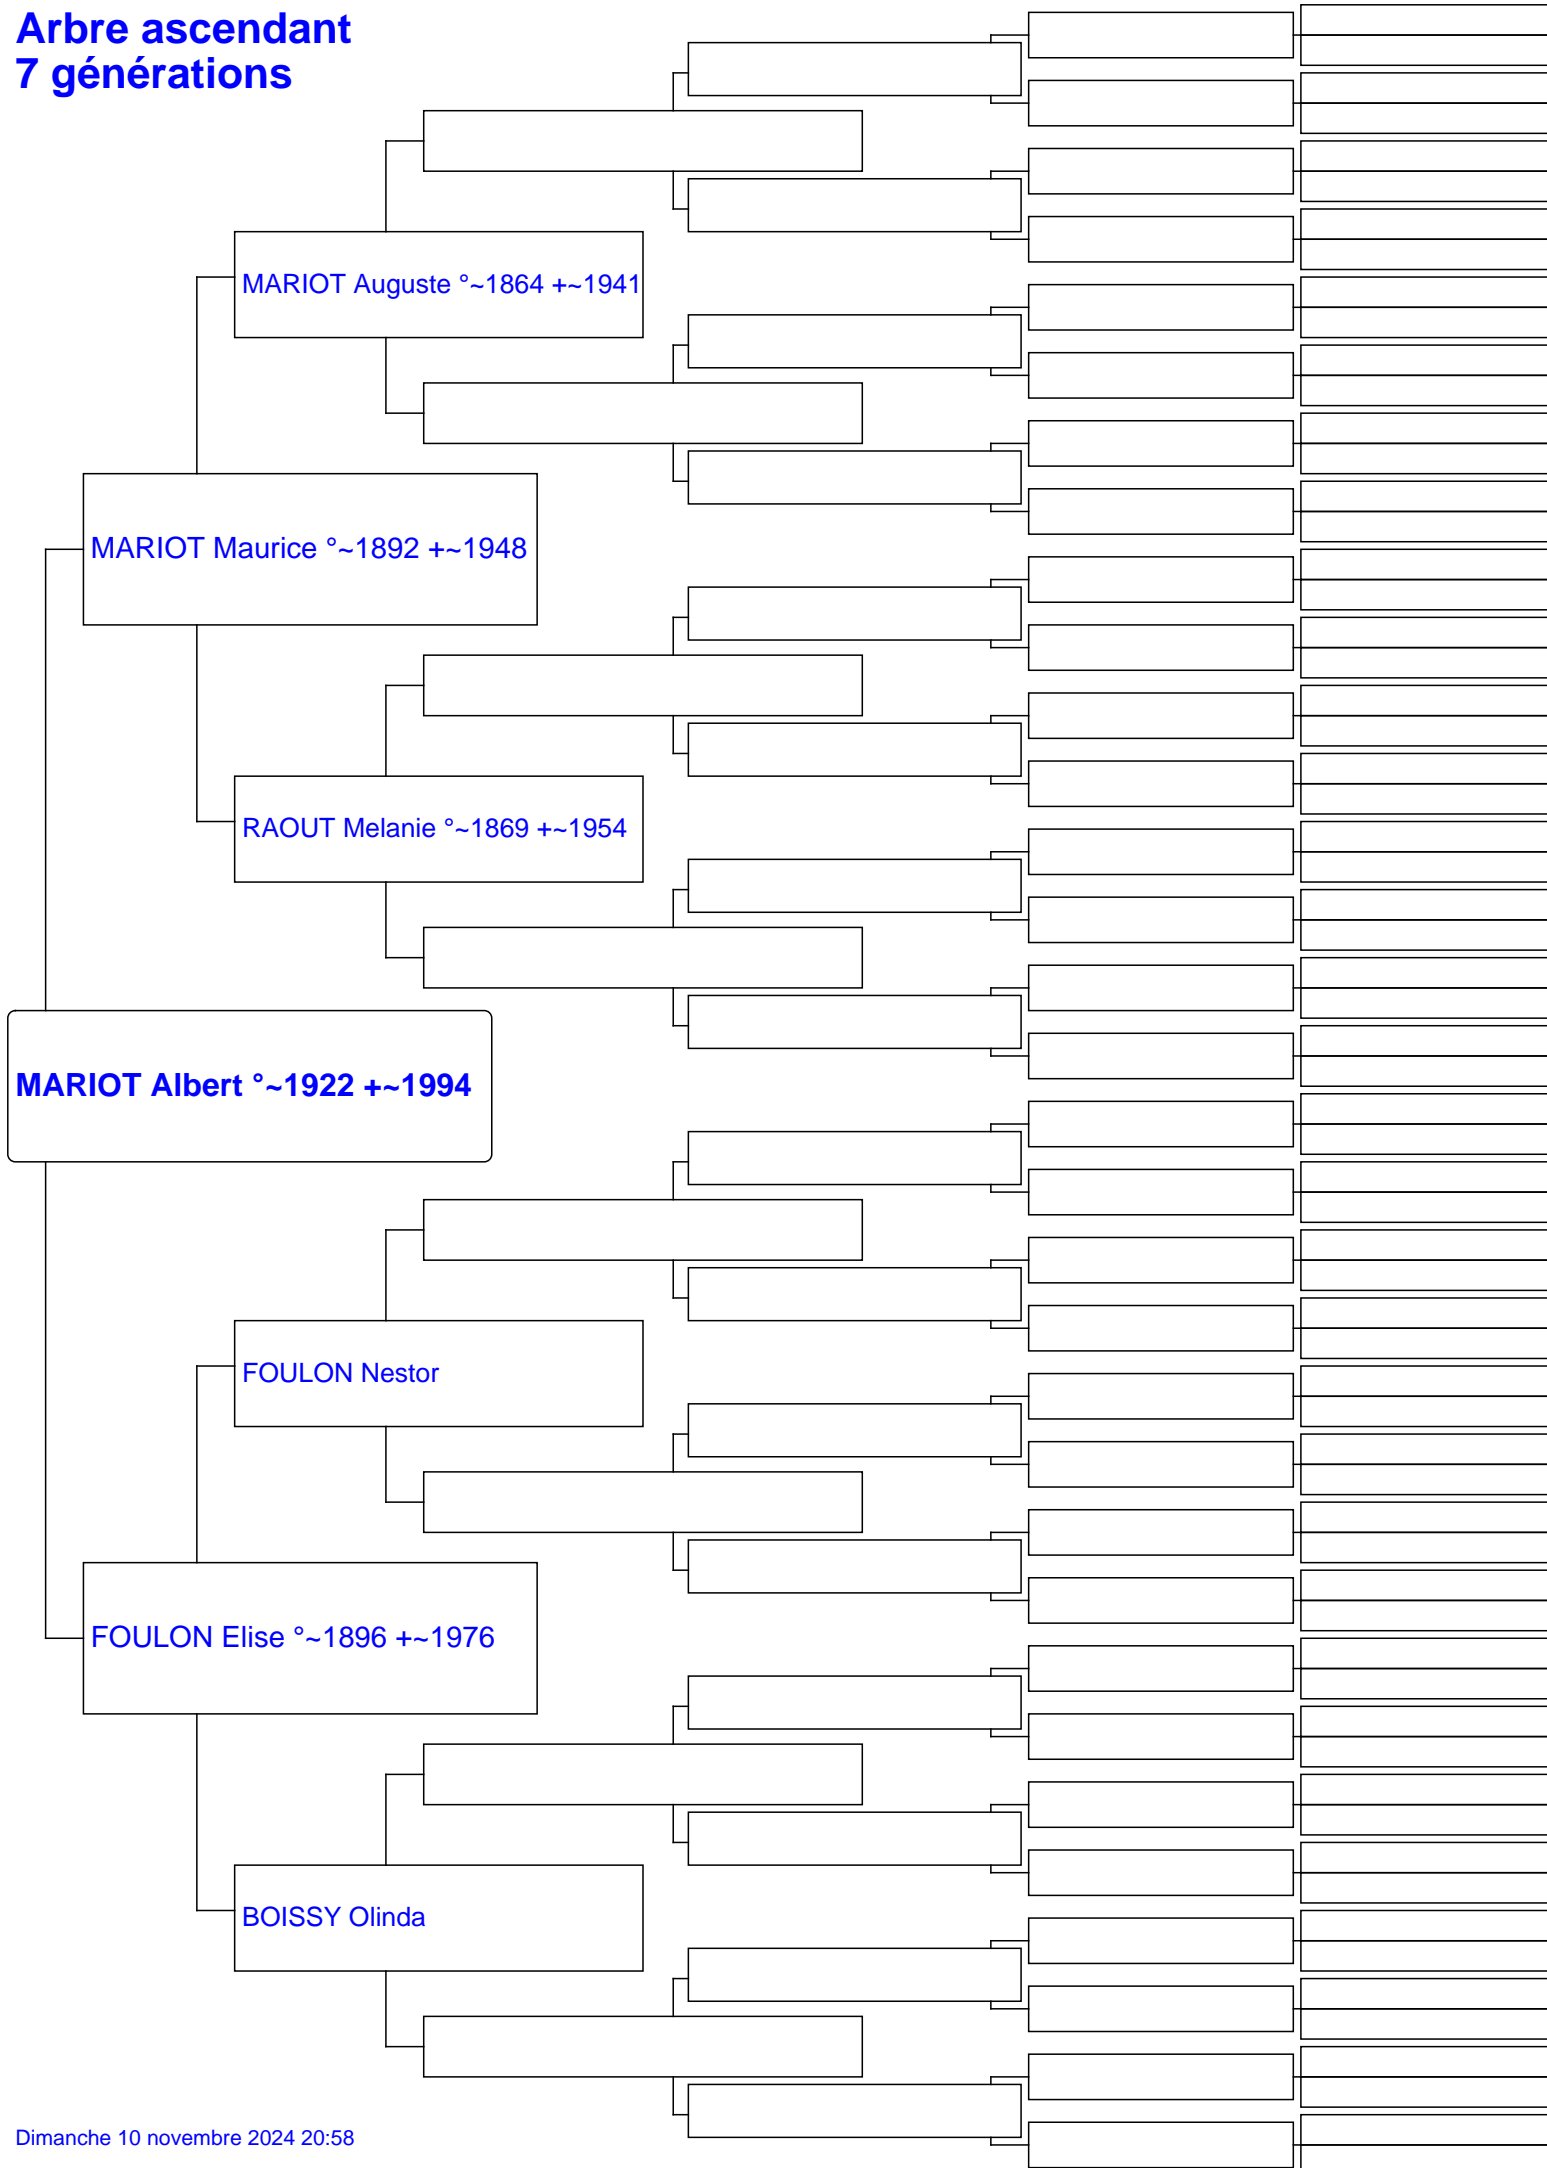 Arbre ascendant
7 générations
MARIOT Auguste °~1864 +~1941
MARIOT Maurice °~1892 +~1948
RAOUT Melanie °~1869 +~1954
MARIOT Albert °~1922 +~1994
FOULON Nestor
FOULON Elise °~1896 +~1976
BOISSY Olinda
Dimanche 10 novembre 2024 20:58